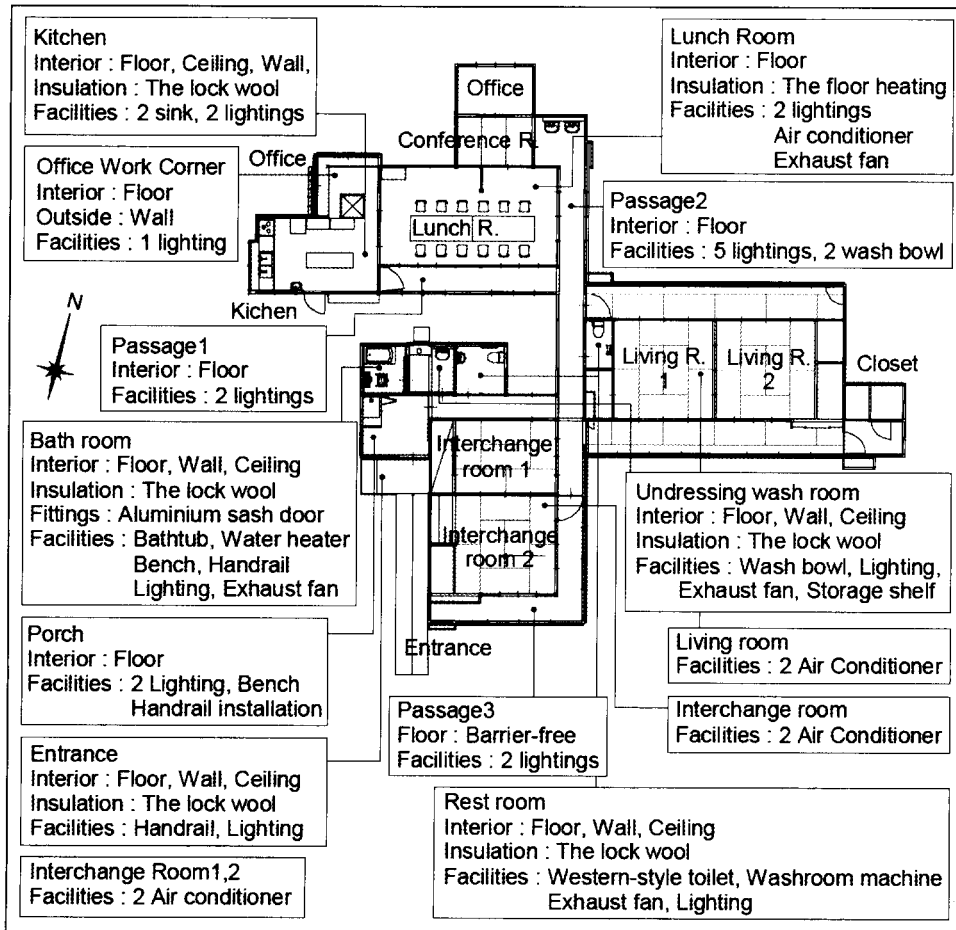 Kitchen
Interior : Floor, Ceiling, Wall,
Insulation : The lock wool
Facilities : 2 sink, 2 lightings
Office Work Corner
Interior : Floor
Outside : Wall
Facilities : 1 lighting
Office
Office
Conference R.
Lunch R.
Kichen
Lunch Room
Interior : Floor
Insulation : The floor heating
Facilities : 2 lightings
Air conditioner
Exhaust fan
Passage2
Interior : Floor
Facilities : 5 lightings, 2 wash bowl
N
Passage1
Interior : Floor
Facilities : 2 lightings
Living R.
1
Living R.
2
Closet
Bath room
Interior : Floor, Wall, Ceiling
Insulation : The lock wool
Fittings : Aluminium sash door
Facilities : Bathtub, Water heater
Bench, Handrail
Lighting, Exhaust fan
Interchange
room 1
Interchange
room 2
Entrance
Undressing wash room
Interior : Floor, Wall, Ceiling
Insulation : The lock wool
Facilities : Wash bowl, Lighting,
Exhaust fan, Storage shelf
Porch
Interior : Floor
Facilities : 2 Lighting, Bench
Handrail installation
Living room
Facilities : 2 Air Conditioner
Passage3
Floor : Barrier-free
Facilities : 2 lightings
Interchange room
Facilities : 2 Air Conditioner
Entrance
Interior : Floor, Wall, Ceiling
Insulation : The lock wool
Facilities : Handrail, Lighting
Rest room
Interior : Floor, Wall, Ceiling
Insulation : The lock wool
Facilities : Western-style toilet, Washroom machine
Exhaust fan, Lighting
Interchange Room1,2
Facilities : 2 Air conditioner